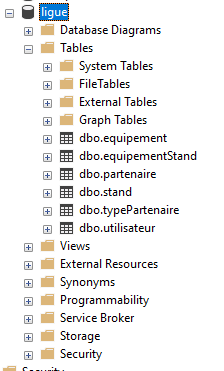 ligue
Database Diagrams
Tables
System Tables
FileTables
External Tables
Graph Tables
dbo.equipement
dbo.equipementStand
dbo.partenaire
dbo.stand
dbo.typePartenaire
dbo.utilisateur
Views
External Resources
Synonyms
Programmability
Service Broker
Storage
Security
Security